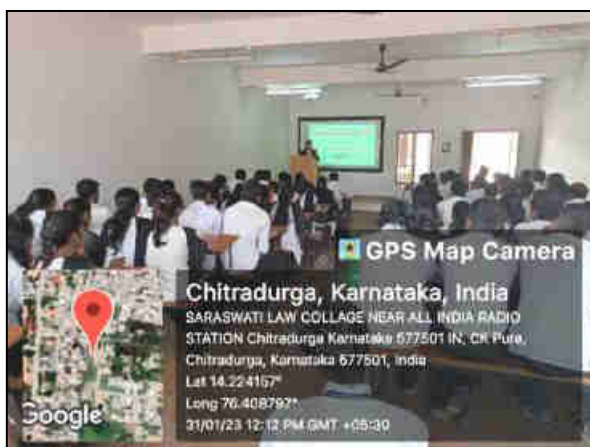 GPS Map Camera
Chitradurga, Karnataka, India
SARASWATI LAW COLLAGE NEAR ALL INDIA RADIO
STATION Chitradurga Karnataka 577501 IN, CK Pura,
Chitradurga, Karnataka 577501, India
Lat 14.224157°
Long 76.408797°
31/01/23 12:12 PM GMT +05:30
Google